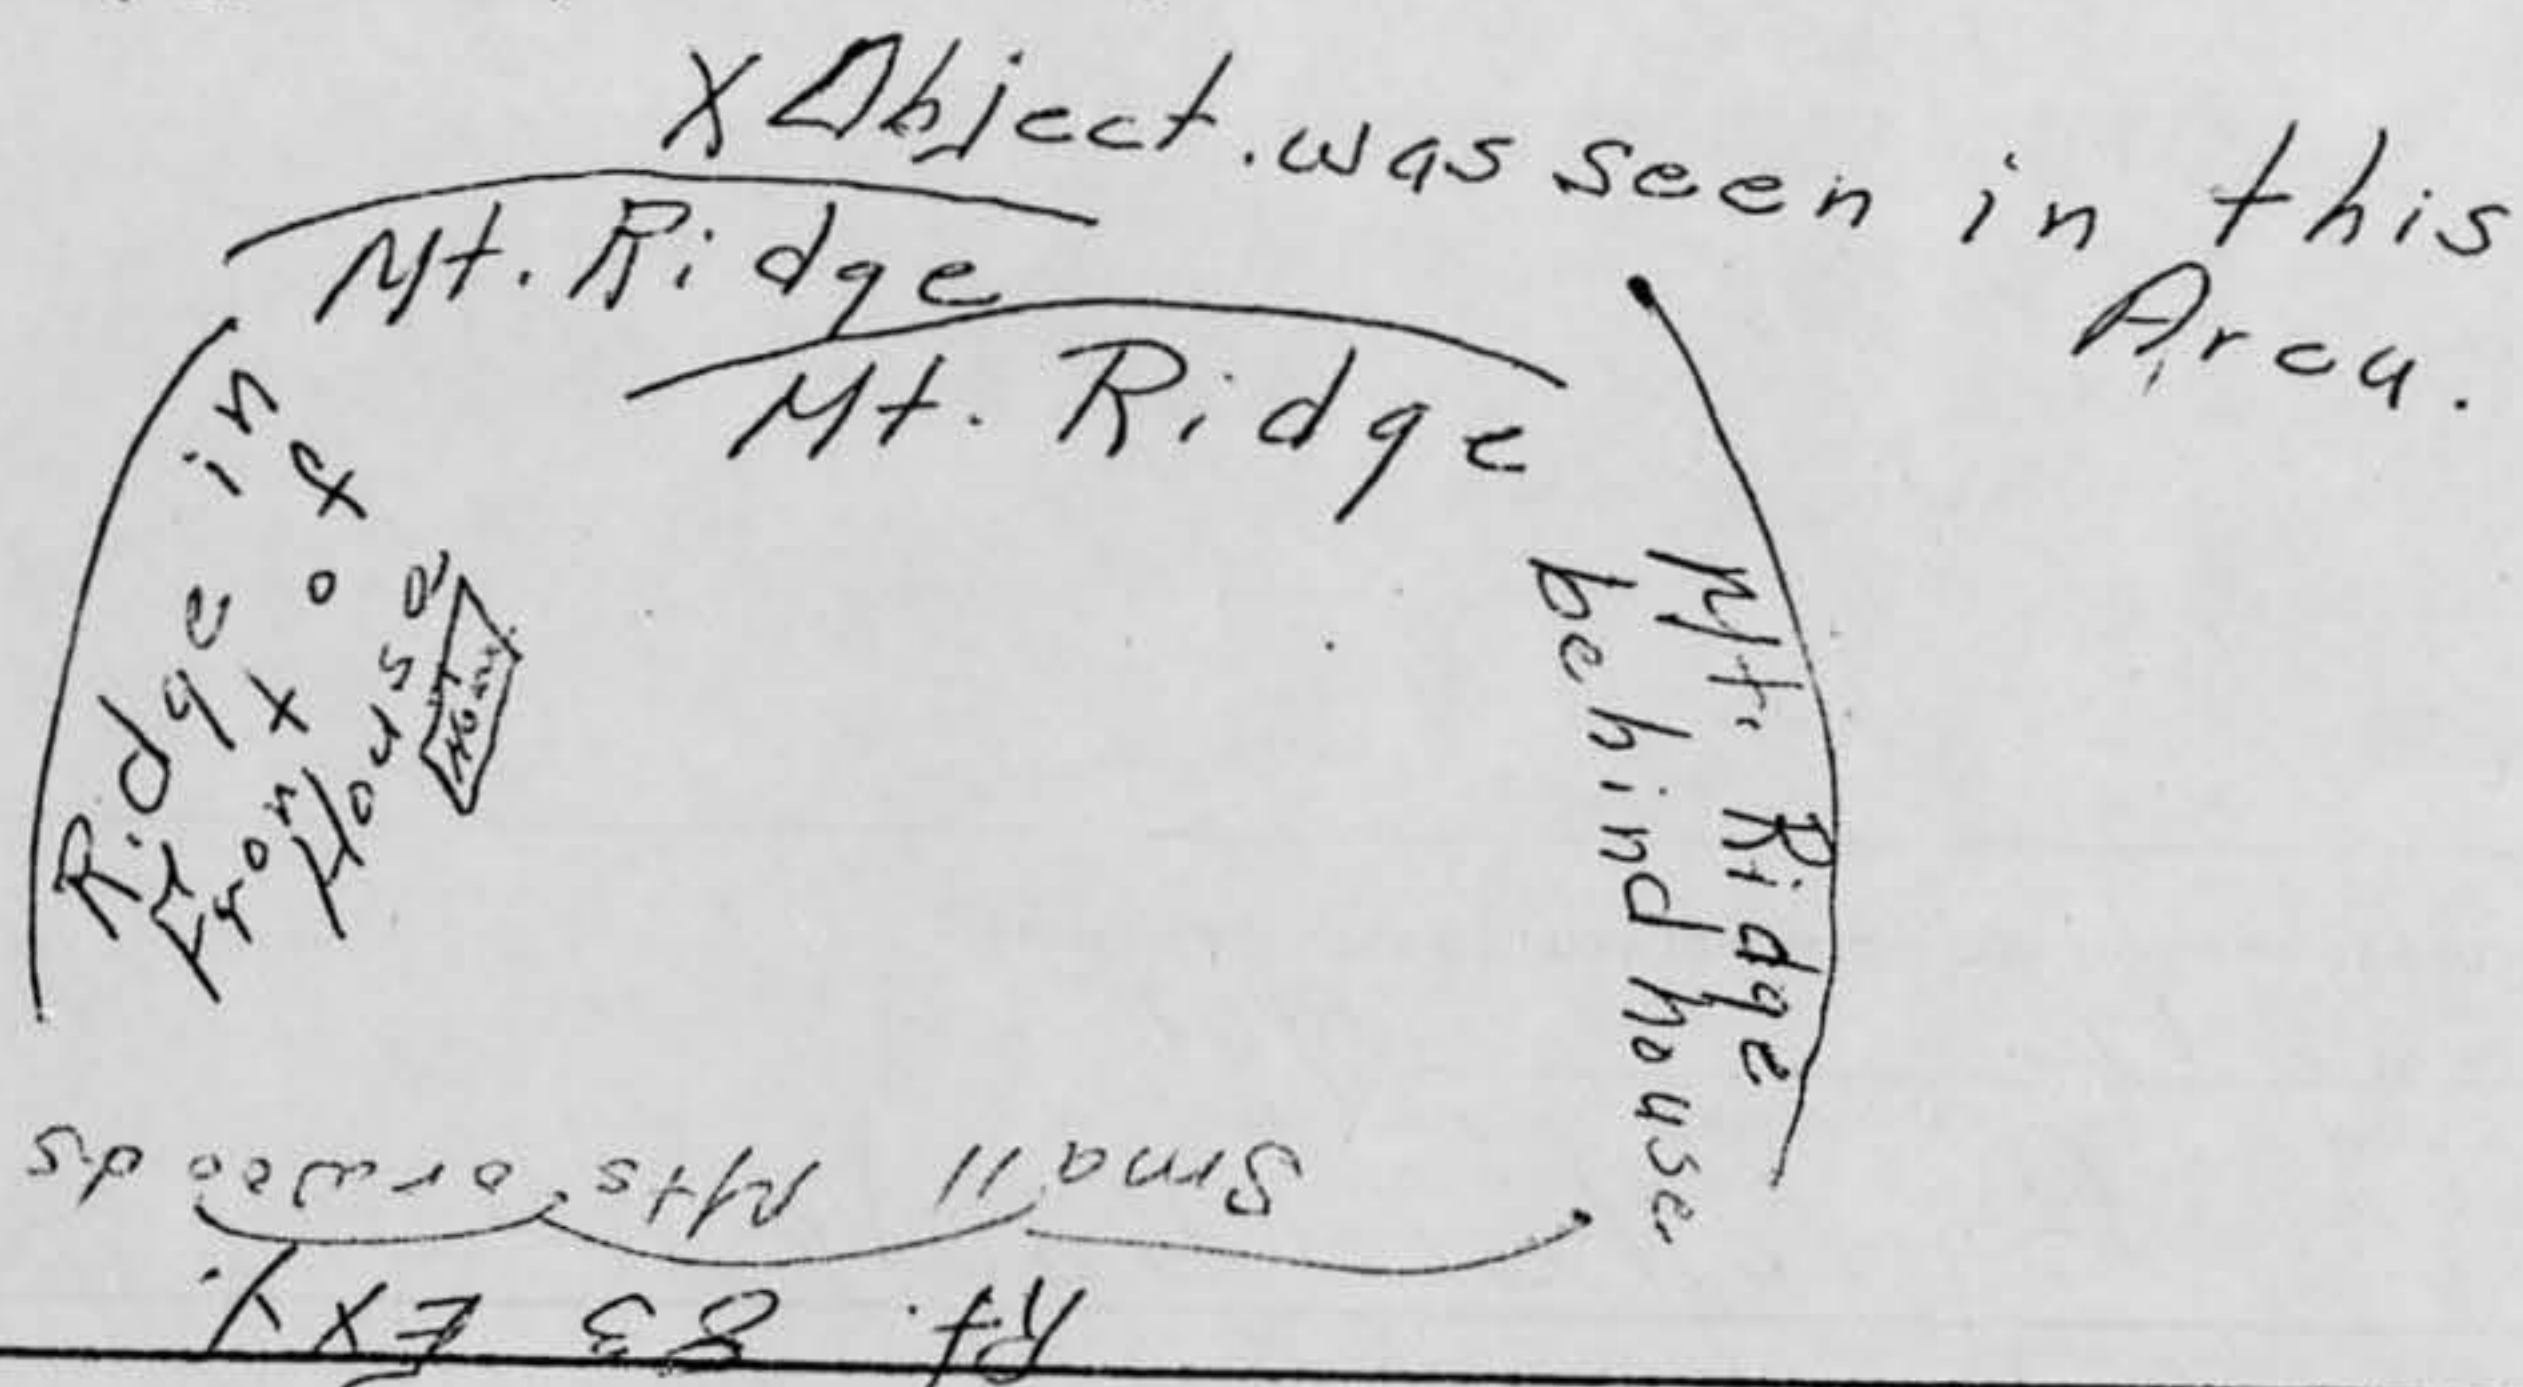 X Object. was seen in this
Area.
Mt. Ridge
Mt. Ridge
Ridge in
Front of
House
Home
Mt. Ridge
behind house
Small Mts or woods
Rt. 83 Exy.